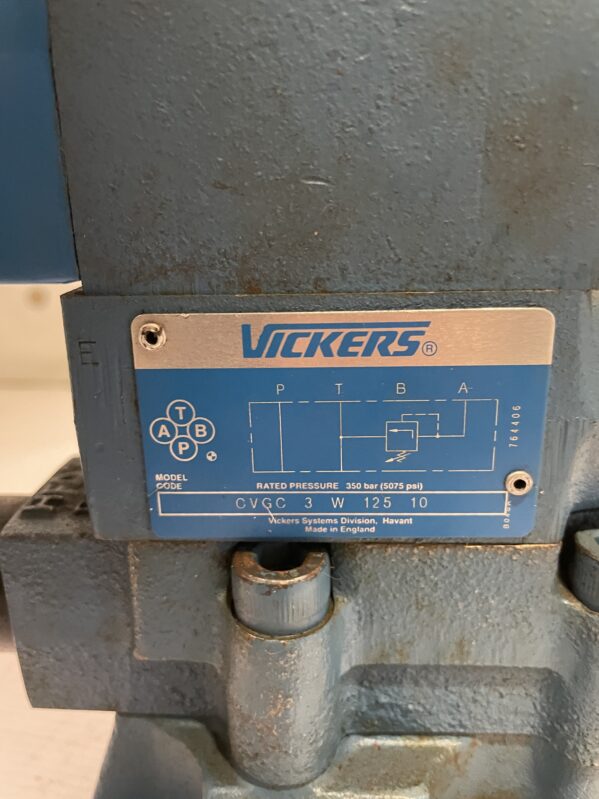 E
VICKERS®
P T B A
T
A B
P
764406
MODEL
CODE
RATED PRESSURE 350 bar (5075 psi)
CVGC 3 W 125 10
Vickers Systems Division, Havant
Made in England